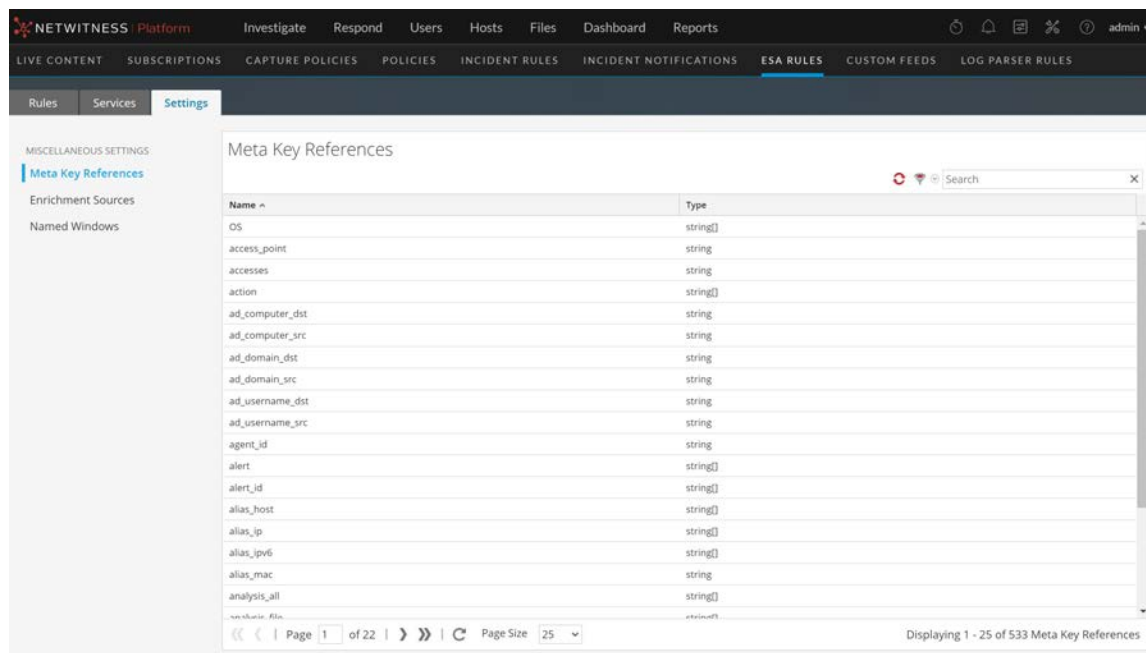 NETWITNESS Platform Investigate Respond Users Hosts Files Dashboard Reports admin
LIVE CONTENT SUBSCRIPTIONS CAPTURE POLICIES POLICIES INCIDENT RULES INCIDENT NOTIFICATIONS ESA RULES CUSTOM FEEDS LOG PARSER RULES
Rules Services Settings
MISCELLANEOUS SETTINGS
Meta Key References
Enrichment Sources
Named Windows
Meta Key References
Search
Name Type
OS string[]
access_point string
accesses string
action string[]
ad_computer_dst string
ad_computer_src string
ad_domain_dst string
ad_domain_src string
ad_username_dst string
ad_username_src string
agent_id string
alert string[]
alert_id string[]
alias_host string[]
alias_ip string[]
alias_ipv6 string[]
alias_mac string
analysis_all string[]
analysis_file string[]
Page 1 of 22 Page Size 25 Displaying 1 - 25 of 533 Meta Key References